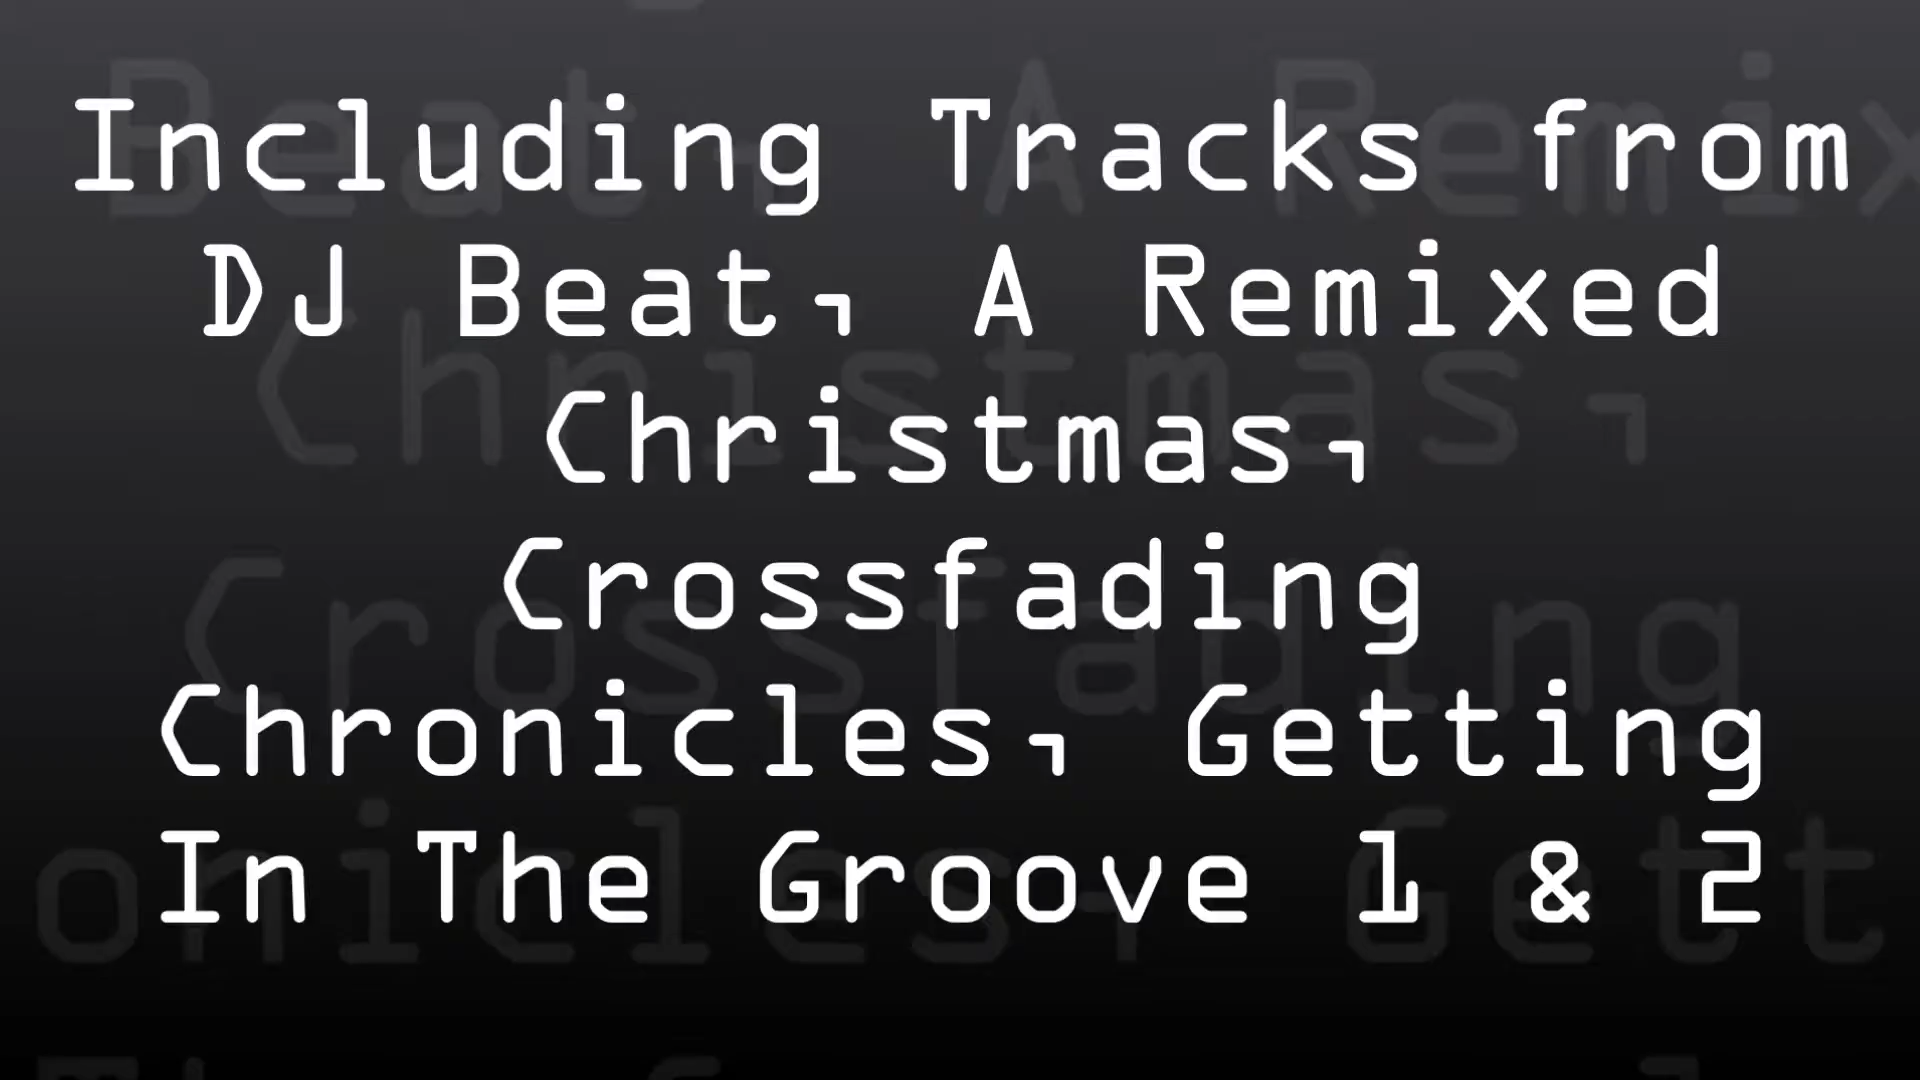 Including Tracks from
DJ Beat, A Remixed
Christmas,
Crossfading
Chronicles, Getting
In The Groove 1 & 2